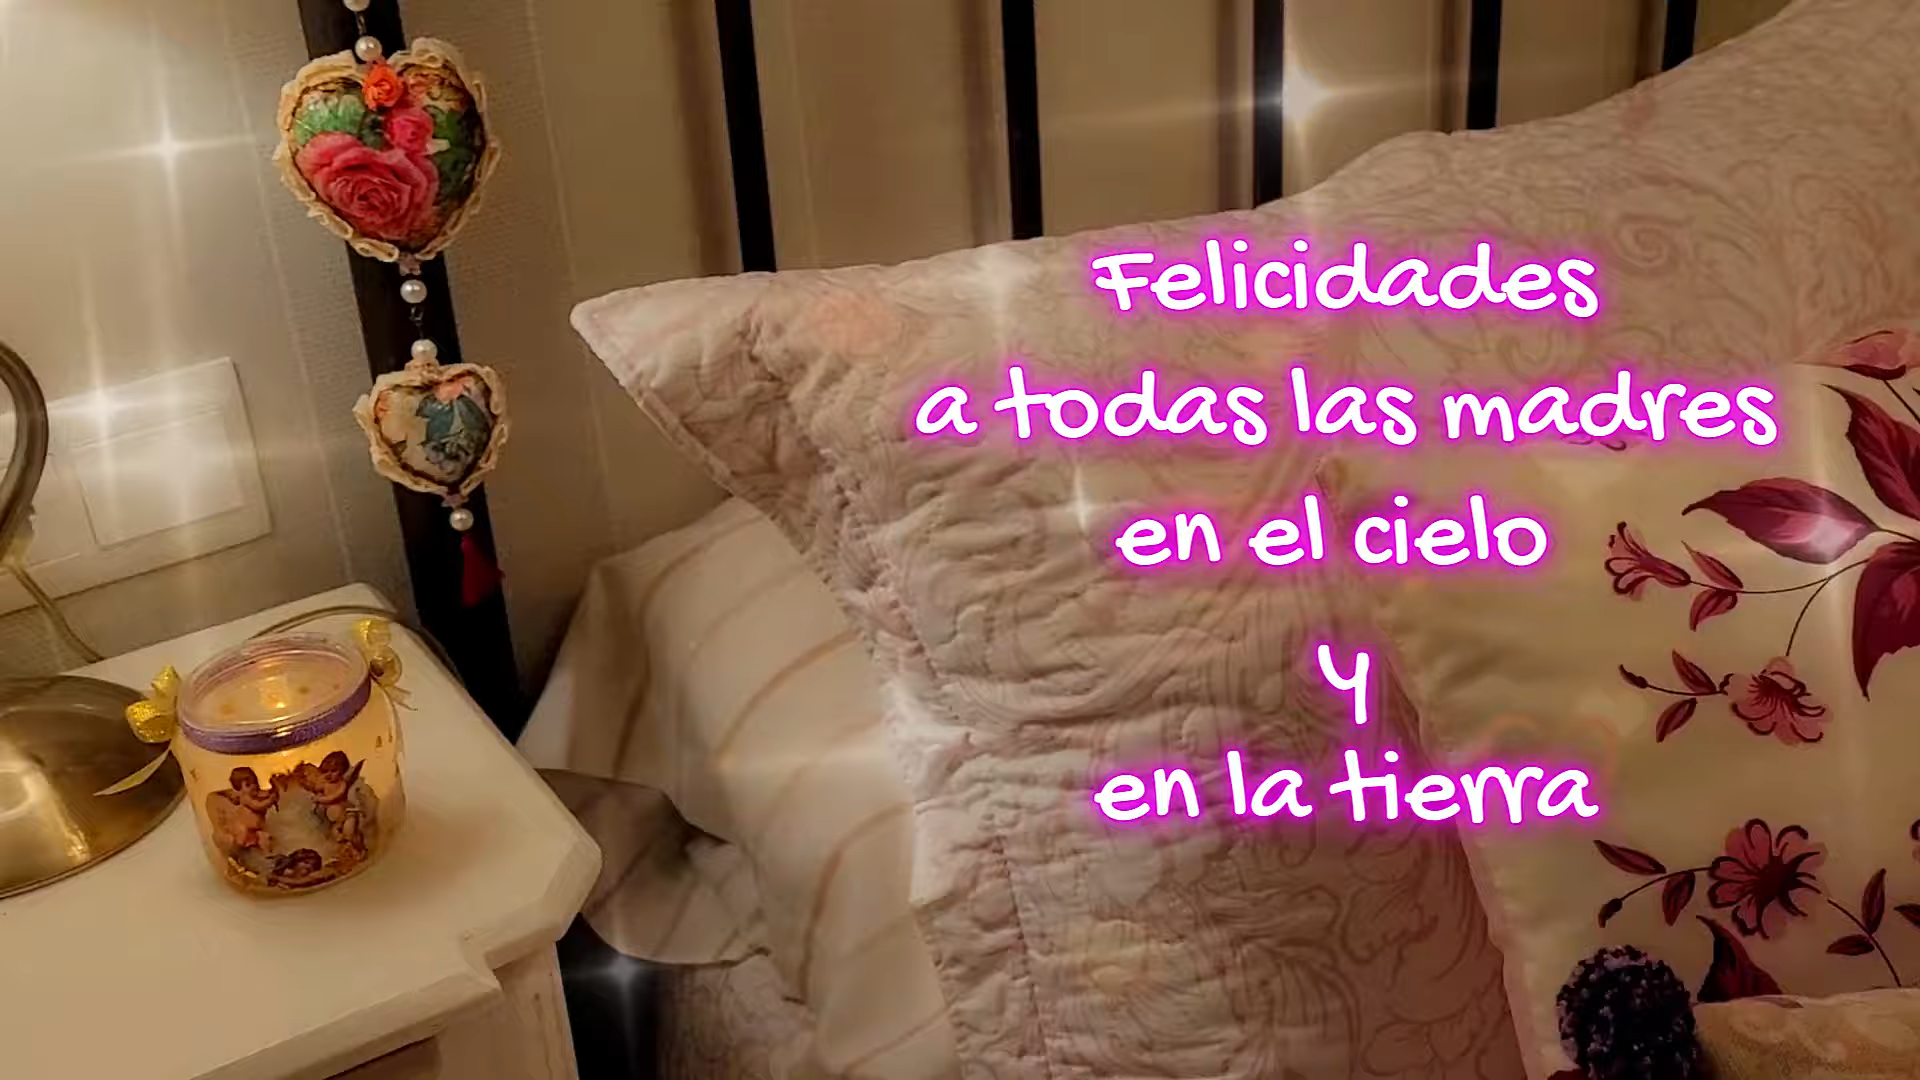 Felicidades
a todas las madres
en el cielo
y
en la tierra